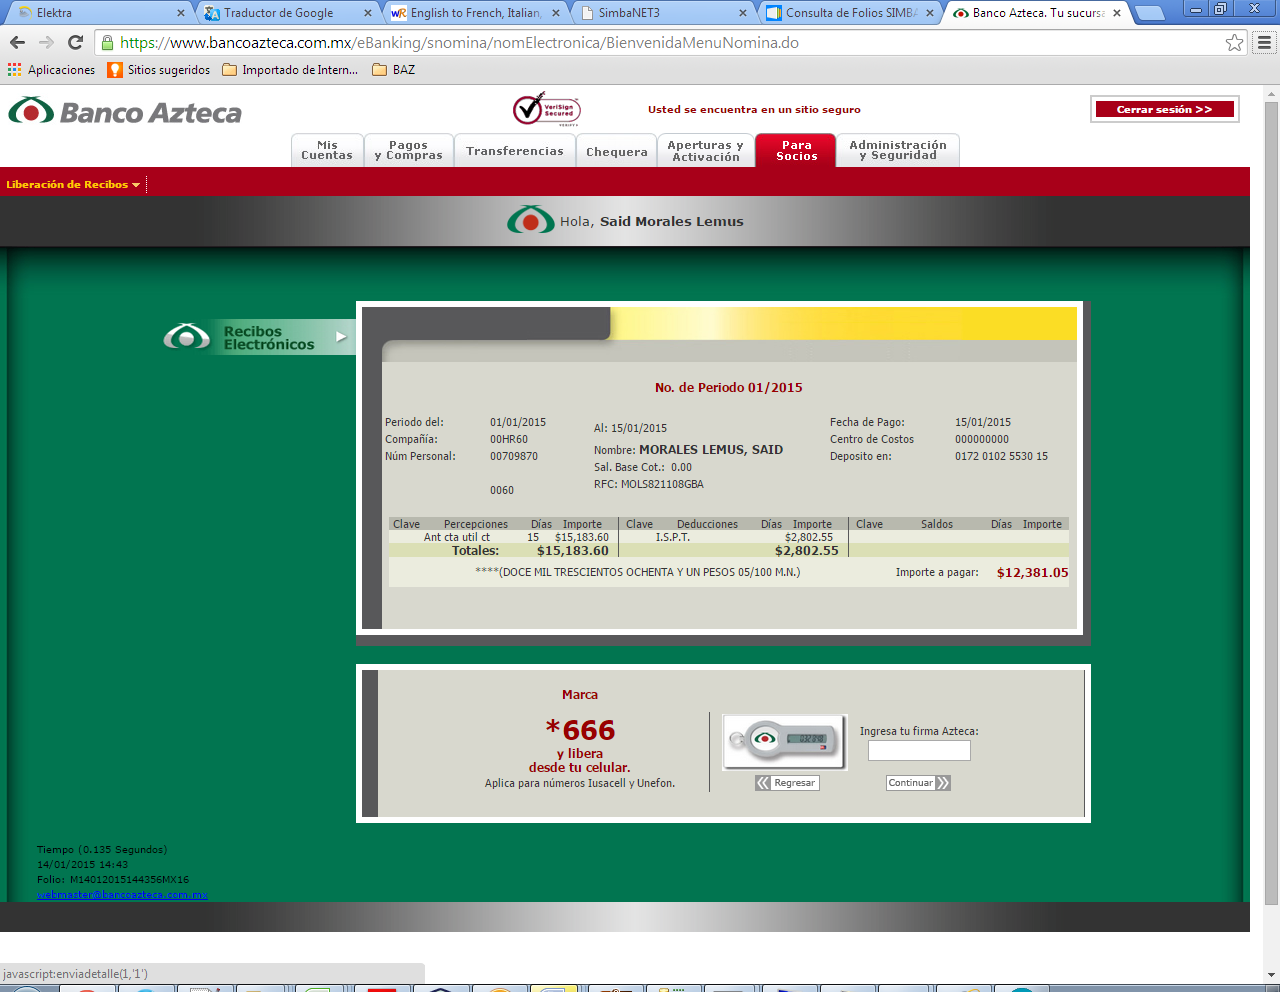 Elektra
Traductor de Google
English to French, Italian,
SimbaNET3
Consulta de Folios SIMBA
Banco Azteca. Tu sucursa
https://www.bancoazteca.com.mx/eBanking/snomina/nomElectronica/BienvenidaMenuNomina.do
Aplicaciones Sitios sugeridos Importado de Intern... BAZ
Banco Azteca
VeriSign
Secured
VERIFY
Usted se encuentra en un sitio seguro
Cerrar sesión >>
Mis
Cuentas
Pagos
y Compras
Transferencias
Chequera
Aperturas y
Activación
Para
Socios
Administración
y Seguridad
Liberación de Recibos
Hola, Said Morales Lemus
Recibos
Electrónicos
No. de Periodo 01/2015
Periodo del: 01/01/2015 Al: 15/01/2015 Fecha de Pago: 15/01/2015
Compañía: 00HR60 Nombre: MORALES LEMUS, SAID Centro de Costos 000000000
Núm Personal: 00709870 Sal. Base Cot.: 0.00 Deposito en: 0172 0102 5530 15
0060 RFC: MOLS821108GBA
Clave Percepciones Días Importe Clave Deducciones Días Importe Clave Saldos Días Importe
Ant cta util ct 15 $15,183.60 I.S.P.T. $2,802.55
Totales: $15,183.60 $2,802.55
****(DOCE MIL TRESCIENTOS OCHENTA Y UN PESOS 05/100 M.N.) Importe a pagar: $12,381.05
Marca
*666
y libera
desde tu celular.
Aplica para números Iusacell y Unefon.
Ingresa tu firma Azteca:
Regresar
Continuar
Tiempo (0.135 Segundos)
14/01/2015 14:43
Folio: M14012015144356MX16
webmaster@bancoazteca.com.mx
javascript:enviadetalle(1,'1')